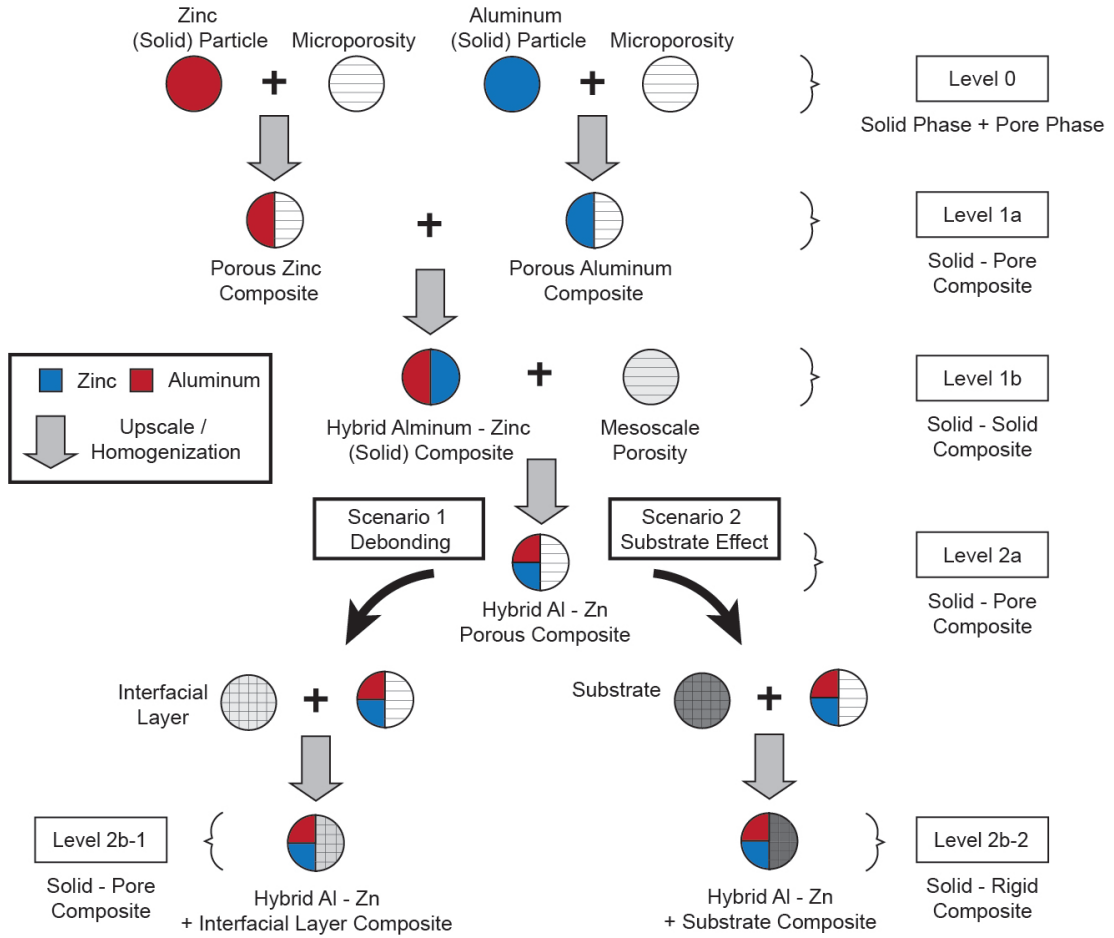 Zinc
(Solid) Particle
Microporosity
Aluminum
(Solid) Particle
Microporosity
+
+
Level 0
Solid Phase + Pore Phase
+
Level 1a
Porous Zinc
Composite
Porous Aluminum
Composite
Solid - Pore
Composite
Zinc
Aluminum
Upscale /
Homogenization
+
Level 1b
Hybrid Alminum - Zinc
(Solid) Composite
Mesoscale
Porosity
Solid - Solid
Composite
Scenario 1
Debonding
Scenario 2
Substrate Effect
Level 2a
Hybrid Al - Zn
Porous Composite
Solid - Pore
Composite
Interfacial
Layer
+
Substrate
+
Level 2b-1
Solid - Pore
Composite
Hybrid Al - Zn
+ Interfacial Layer Composite
Hybrid Al - Zn
+ Substrate Composite
Level 2b-2
Solid - Rigid
Composite